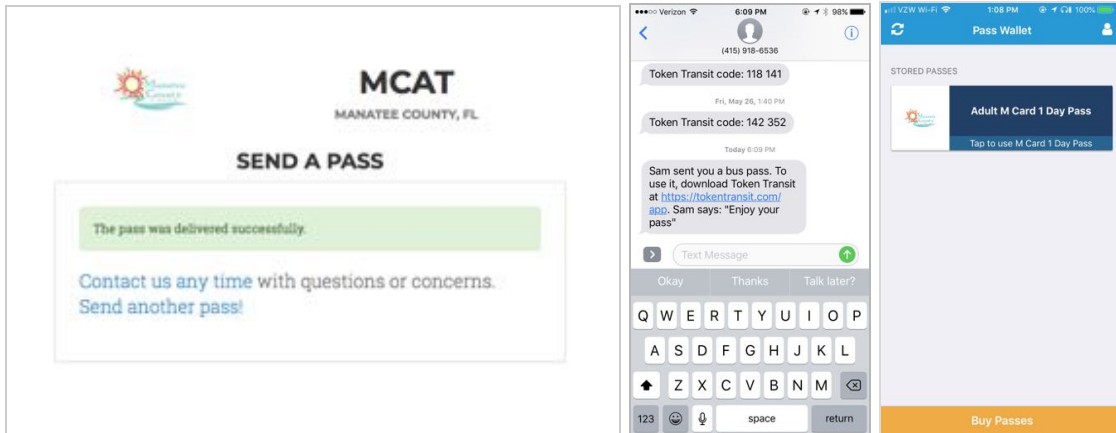 Manatee
County
MCAT
MANATEE COUNTY, FL
SEND A PASS
The pass was delivered successfully.
Contact us any time with questions or concerns.
Send another pass!
Verizon 6:09 PM 98%
(415) 918-6536
Token Transit code: 118 141
Fri, May 26, 1:40 PM
Token Transit code: 142 352
Today 6:09 PM
Sam sent you a bus pass. To
use it, download Token Transit
at https://tokentransit.com/
app. Sam says: "Enjoy your
pass"
Text Message
Okay Thanks Talk later?
Q W E R T Y U I O P
A S D F G H J K L
Z X C V B N M
123 space return
VZW Wi-Fi 1:08 PM 100%
Pass Wallet
STORED PASSES
Adult M Card 1 Day Pass
Tap to use M Card 1 Day Pass
Buy Passes